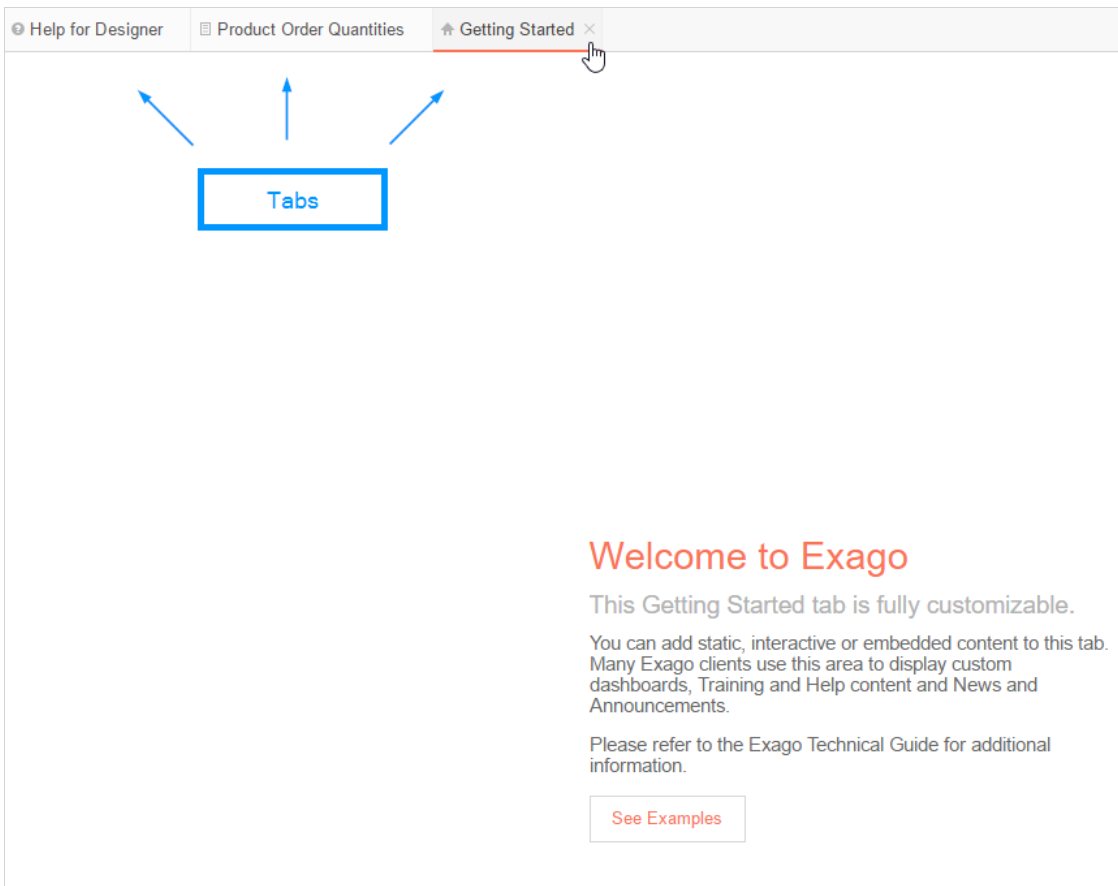 Help for Designer
Product Order Quantities
Getting Started
Tabs
Welcome to Exago
This Getting Started tab is fully customizable.
You can add static, interactive or embedded content to this tab.
Many Exago clients use this area to display custom
dashboards, Training and Help content and News and
Announcements.
Please refer to the Exago Technical Guide for additional
information.
See Examples